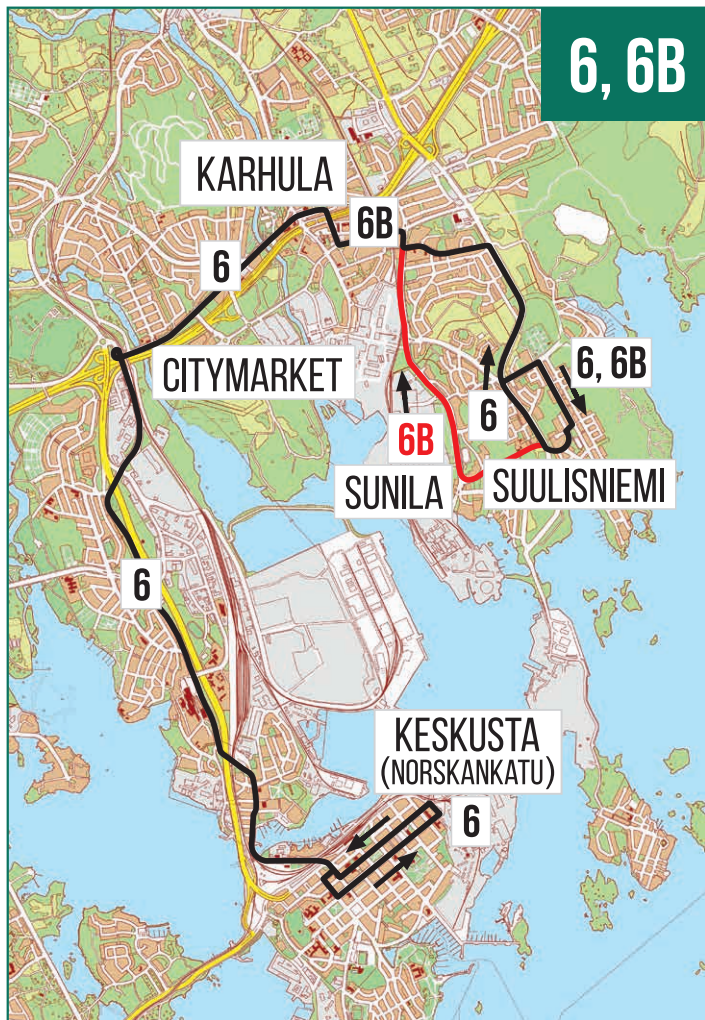 6, 6B
KARHULA
6B
6
CITYMARKET
6, 6B
6
6B
SUNILA
SUULISNIEMI
6
KESKUSTA
(NORSKANKATU)
6